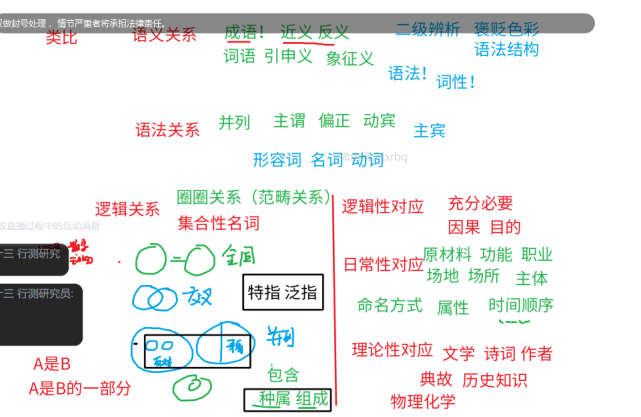 仅做封号处理，情节严重者将承担法律责任。
类比 语义关系 成语！ 近义 反义 二级辨析 褒贬色彩
词语 引申义 象征义 语法结构
语法！ 词性！
语法关系 并列 主谓 偏正 动宾 主宾
形容词 名词 动词
圈圈关系（范畴关系）
逻辑关系 集合性名词
逻辑性对应 充分必要
因果 目的
十三 行测研究
全同
日常性对应 原材料 功能 职业
场地 场所 主体
十三 行测研究员:
交叉
特指 泛指
命名方式 属性 时间顺序
并列
A是B
A是B的一部分
包含
种属 组成
理论性对应 文学 诗词 作者
典故 历史知识
物理化学